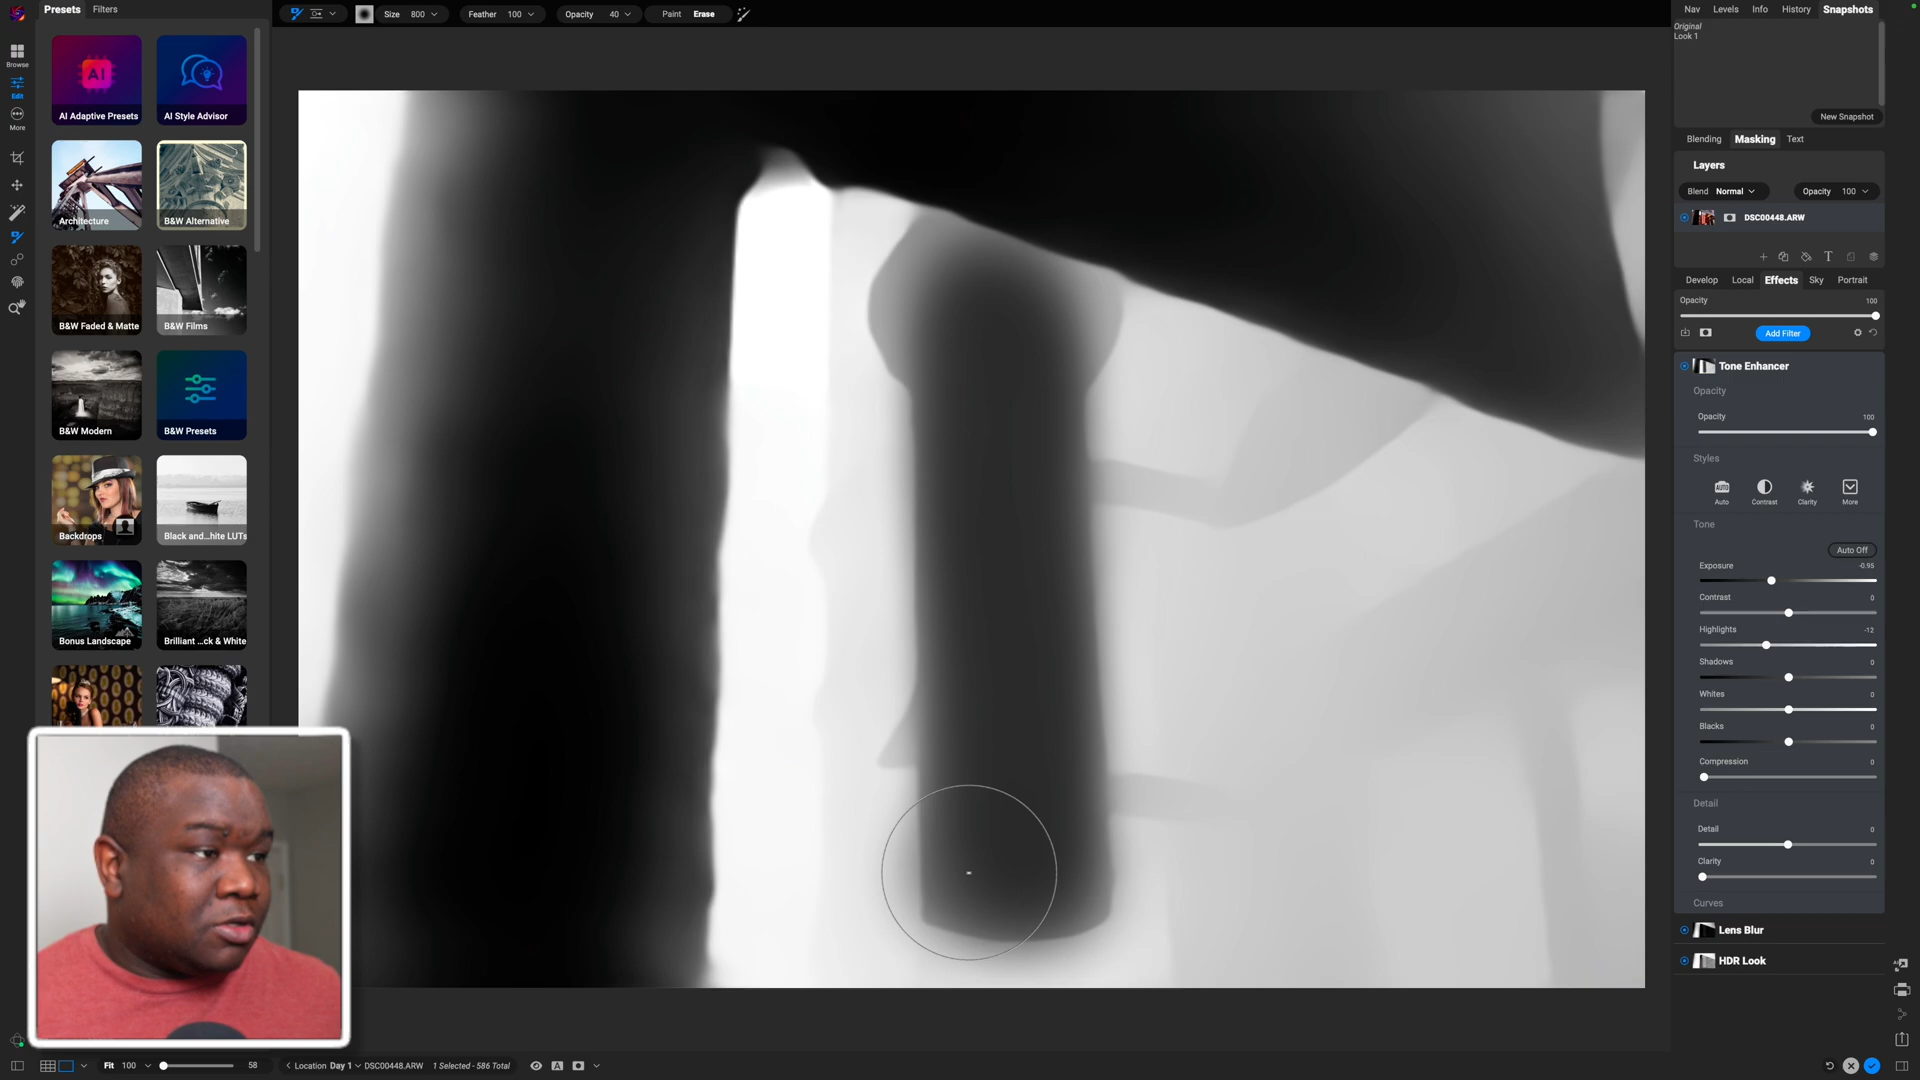 Presets Filters
Size 800 Feather 100 Opacity 40 Paint Erase
Nav Levels Info History Snapshots
Original
Look 1
New Snapshot
Browse
Edit
More
AI
AI Adaptive Presets
AI Style Advisor
Architecture
B&W Alternative
B&W Faded & Matte
B&W Films
B&W Modern
B&W Presets
Backdrops
Black and...hite LUTs
Bonus Landscape
Brilliant ...ck & White
Blending Masking Text
Layers
Blend Normal Opacity 100
DSC00448.ARW
Develop Local Effects Sky Portrait
Opacity 100
Add Filter
Tone Enhancer
Opacity
Opacity 100
Styles
AUTO
Auto Contrast Clarity More
Tone
Auto Off
Exposure -0.95
Contrast 0
Highlights -12
Shadows 0
Whites 0
Blacks 0
Compression 0
Detail
Detail 0
Clarity 0
Curves
Lens Blur
HDR Look
Fit 100 58 Location Day 1 DSC00448.ARW 1 Selected - 586 Total A